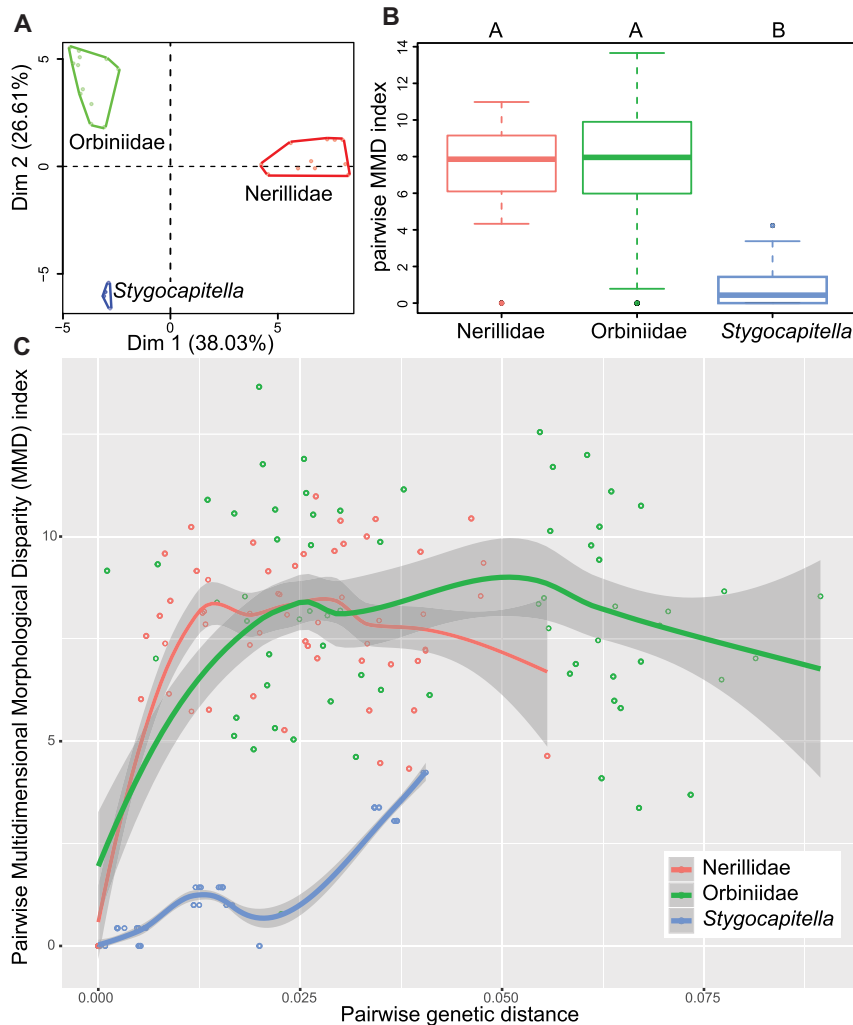 A
Dim 2 (26.61%)
5
0
−5
Orbiniidae
Nerillidae
Stygocapitella
−5
0
5
Dim 1 (38.03%)
B
A
A
B
pairwise MMD index
14
12
10
8
6
4
2
0
Nerillidae
Orbiniidae
Stygocapitella
C
Pairwise Multidimensional Morphological Disparity (MMD) index
10
5
0
Nerillidae
Orbiniidae
Stygocapitella
0.000
0.025
0.050
0.075
Pairwise genetic distance